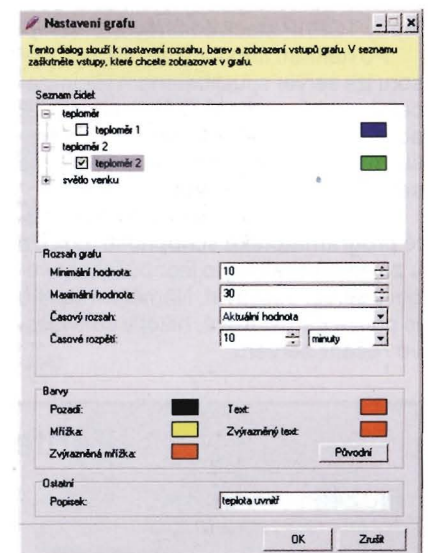 Nastavení grafu
Tento dialog slouží k nastavení rozsahu, barev a zobrazení vstupů grafu. V seznamu
zaškrtněte vstupy, které chcete zobrazovat v grafu.
Seznam čidel:
teploměr
teploměr 1
teploměr 2
teploměr 2
světlo venku
Rozsah grafu
Minimální hodnota: 10
Maximální hodnota: 30
Časový rozsah: Aktuální hodnota
Časové rozpětí: 10 minuty
Barvy
Pozadí: Text:
Mřížka: Zvýrazněný text:
Zvýrazněná mřížka: Původní
Ostatní
Popisek: teplota uvnitř
OK Zrušit